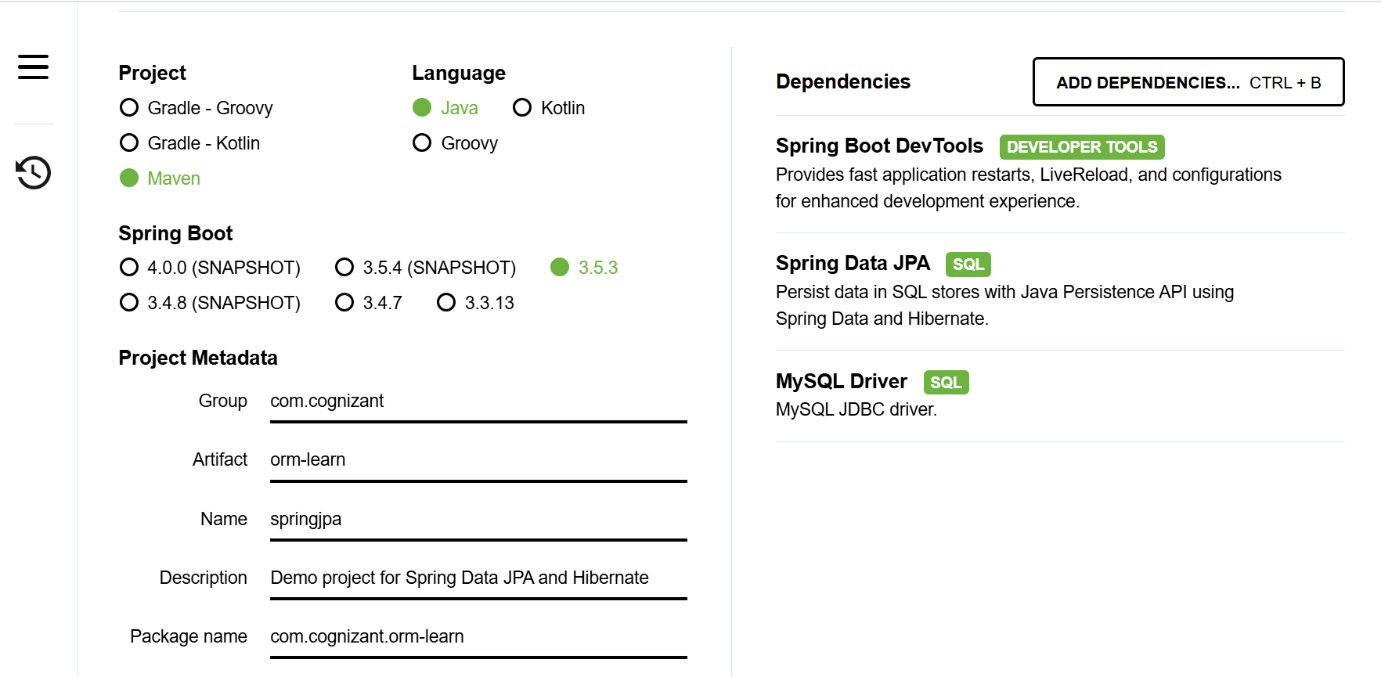 Project
Gradle - Groovy
Gradle - Kotlin
Maven
Language
Java Kotlin
Groovy
Spring Boot
4.0.0 (SNAPSHOT) 3.5.4 (SNAPSHOT) 3.5.3
3.4.8 (SNAPSHOT) 3.4.7 3.3.13
Project Metadata
Group com.cognizant
Artifact orm-learn
Name springjpa
Description Demo project for Spring Data JPA and Hibernate
Package name com.cognizant.orm-learn
Dependencies ADD DEPENDENCIES... CTRL + B
Spring Boot DevTools DEVELOPER TOOLS
Provides fast application restarts, LiveReload, and configurations
for enhanced development experience.
Spring Data JPA SQL
Persist data in SQL stores with Java Persistence API using
Spring Data and Hibernate.
MySQL Driver SQL
MySQL JDBC driver.